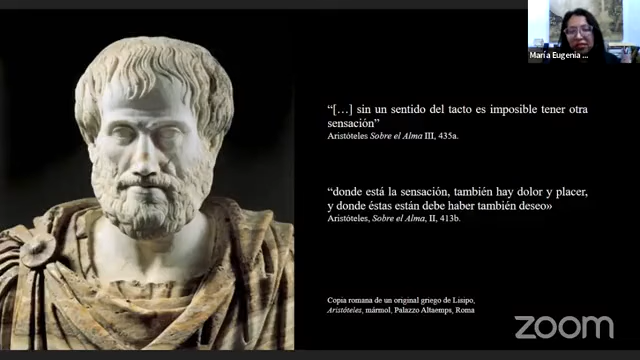 María Eugenia ...
“[…] sin un sentido del tacto es imposible tener otra
sensación”
Aristóteles Sobre el Alma III, 435a.
“donde está la sensación, también hay dolor y placer,
y donde éstas están debe haber también deseo»
Aristóteles, Sobre el Alma, II, 413b.
Copia romana de un original griego de Lisipo,
Aristóteles, mármol, Palazzo Altaemps, Roma
zoom